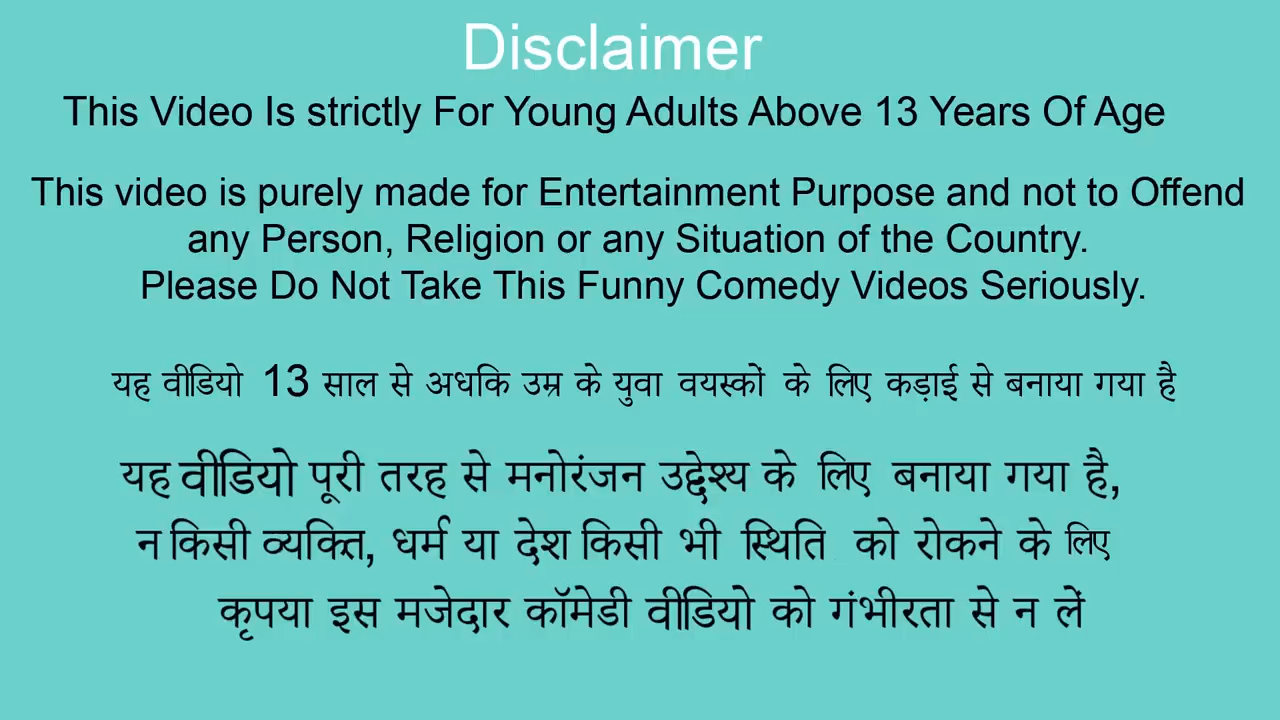 Disclaimer
This Video Is strictly For Young Adults Above 13 Years Of Age
This video is purely made for Entertainment Purpose and not to Offend
any Person, Religion or any Situation of the Country.
Please Do Not Take This Funny Comedy Videos Seriously.
यह वीडियो 13 साल से अधकि उम्र के युवा वयस्कों के लिए कड़ाई से बनाया गया है
यह वीडियो पूरी तरह से मनोरंजन उद्देश्य के लिए बनाया गया है,
न किसी व्यक्ति, धर्म या देश किसी भी स्थिति को रोकने के लिए
कृपया इस मजेदार कॉमेडी वीडियो को गंभीरता से न लें